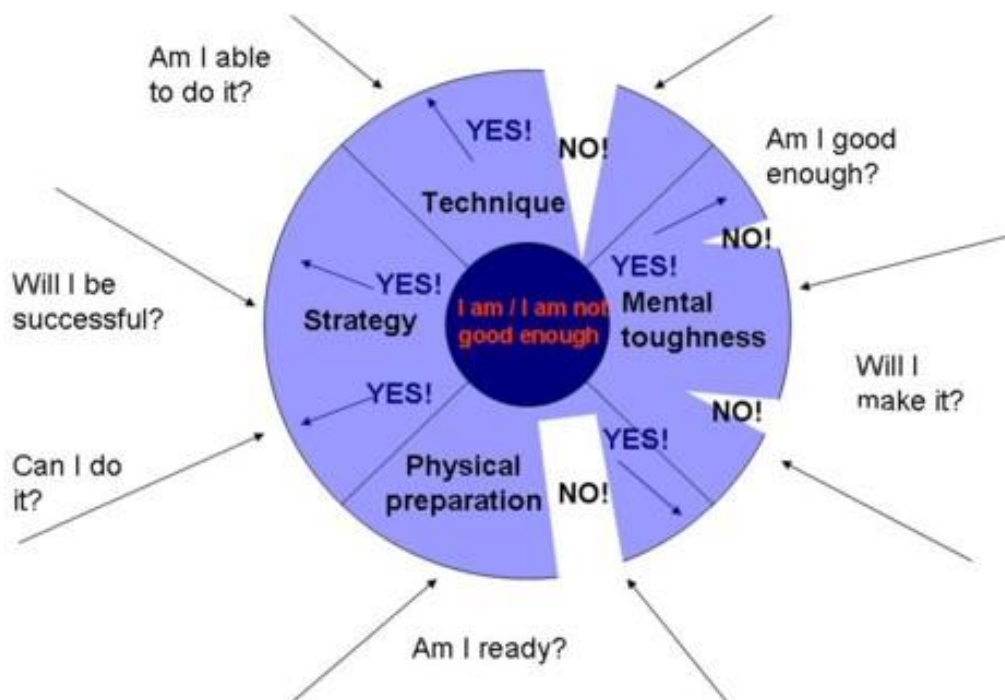 Am I able
to do it?
YES!
NO!
Am I good
enough?
Technique
NO!
YES!
Will I be
successful?
YES!
Strategy
I am / I am not
good enough
Mental
toughness
Will I
make it?
YES!
NO!
YES!
Can I do
it?
Physical
preparation
NO!
Am I ready?